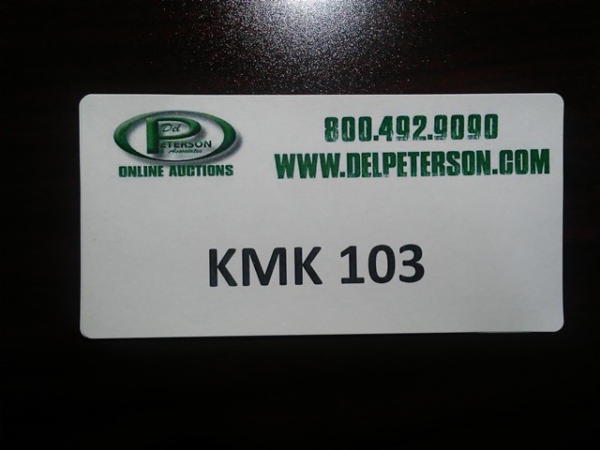 Del
PETERSON
& Associates
ONLINE AUCTIONS
800.492.9090
WWW.DELPETERSON.COM
KMK 103